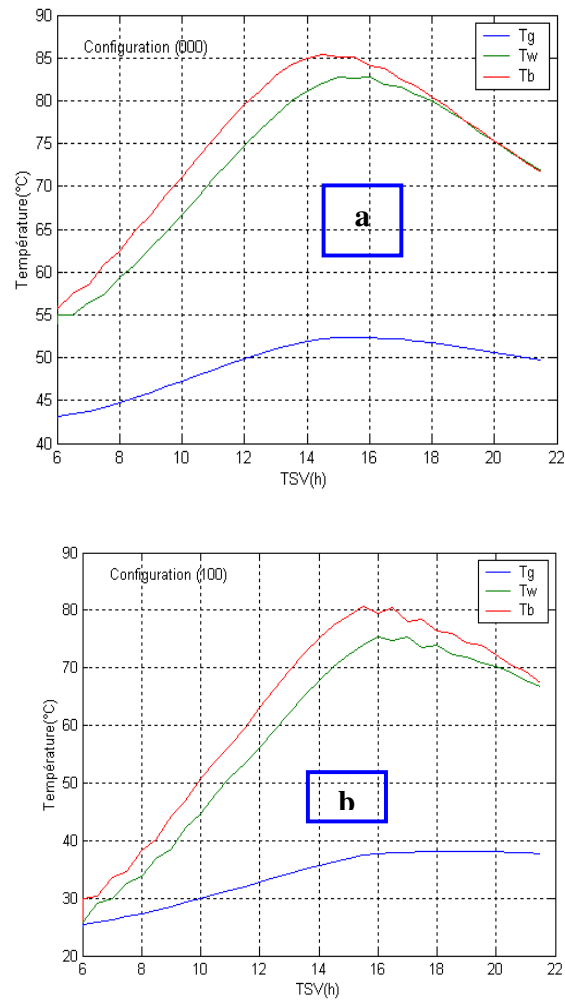 90
85
80
75
70
65
60
55
50
45
40
Température(°C)
Configuration (000)
Tg
Tw
Tb
a
6
8
10
12
14
16
18
20
22
TSV(h)
90
80
70
60
50
40
30
20
Température(°C)
Configuration (100)
Tg
Tw
Tb
b
6
8
10
12
14
16
18
20
22
TSV(h)